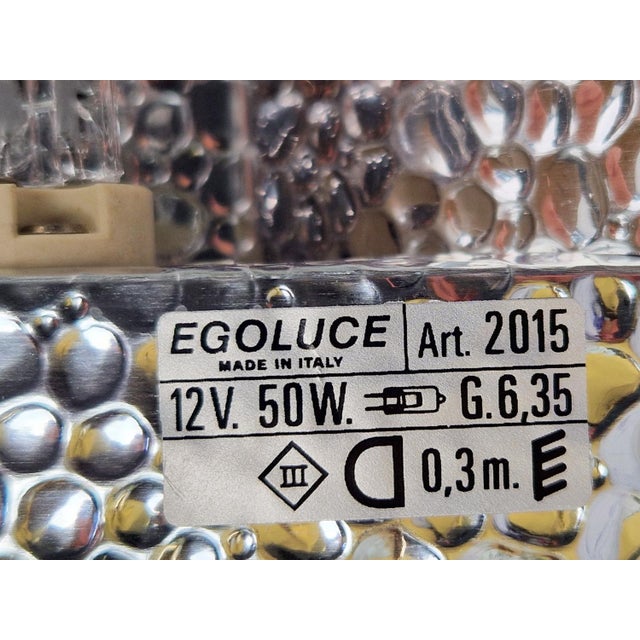 EGOLUCE Art. 2015
MADE IN ITALY
12V. 50W. G.6,35
III 0,3m.